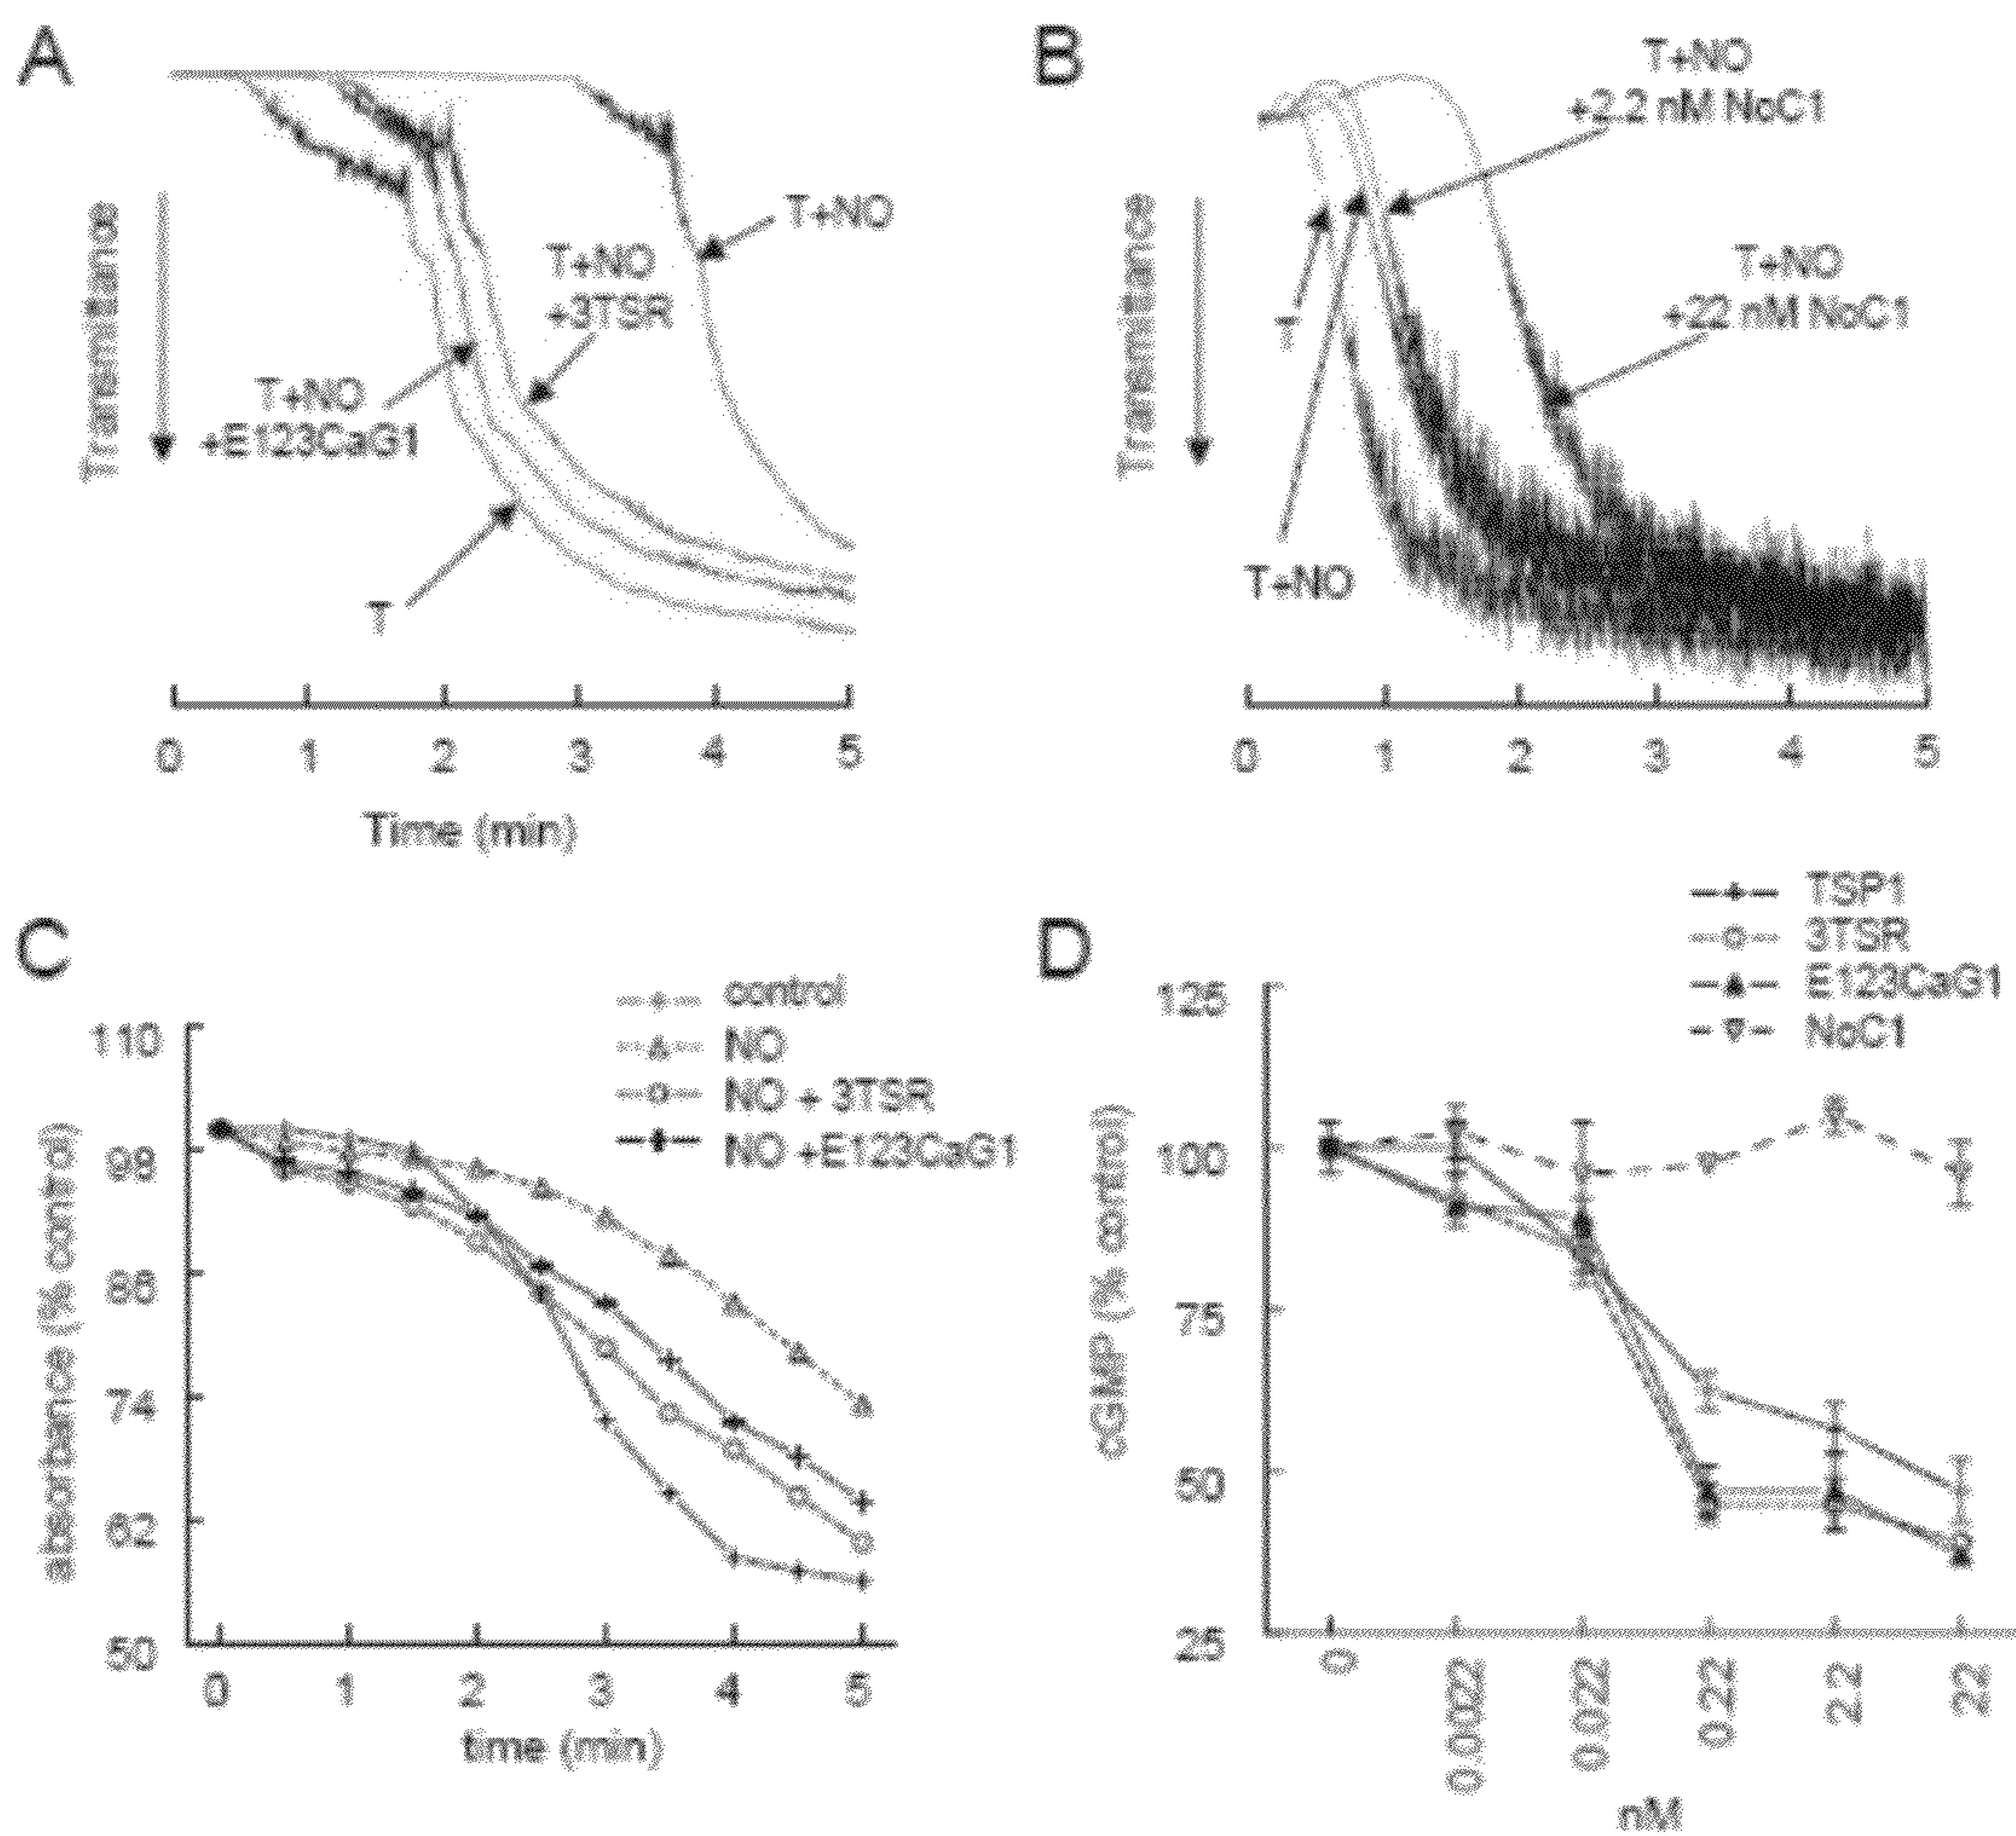 A
Transmittance
T+NO
T+NO
+3TSR
T+NO
+E123CaG1
T
0 1 2 3 4 5
Time (min)
B
Transmittance
T+NO
+2.2 nM NoC1
T+NO
+22 nM NoC1
T
T+NO
0 1 2 3 4 5
C
control
NO
NO + 3TSR
NO +E123CaG1
absorbance (% control)
110
98
86
74
62
50
0 1 2 3 4 5
time (min)
D
TSP1
3TSR
E123CaG1
NoC1
cGMP (% control)
125
100
75
50
25
0 0.0022 0.022 0.22 2.2 22
nM